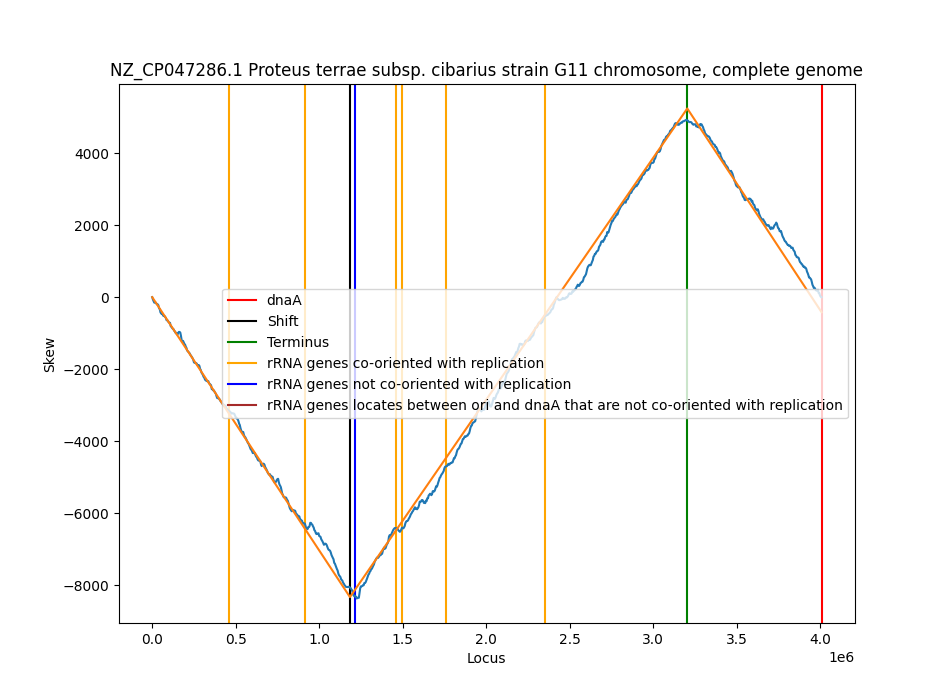 NZ_CP047286.1 Proteus terrae subsp. cibarius strain G11 chromosome, complete genome
4000
2000
0
−2000
−4000
−6000
−8000
Skew
dnaA
Shift
Terminus
rRNA genes co-oriented with replication
rRNA genes not co-oriented with replication
rRNA genes locates between ori and dnaA that are not co-oriented with replication
0.0 0.5 1.0 1.5 2.0 2.5 3.0 3.5 4.0
1e6
Locus